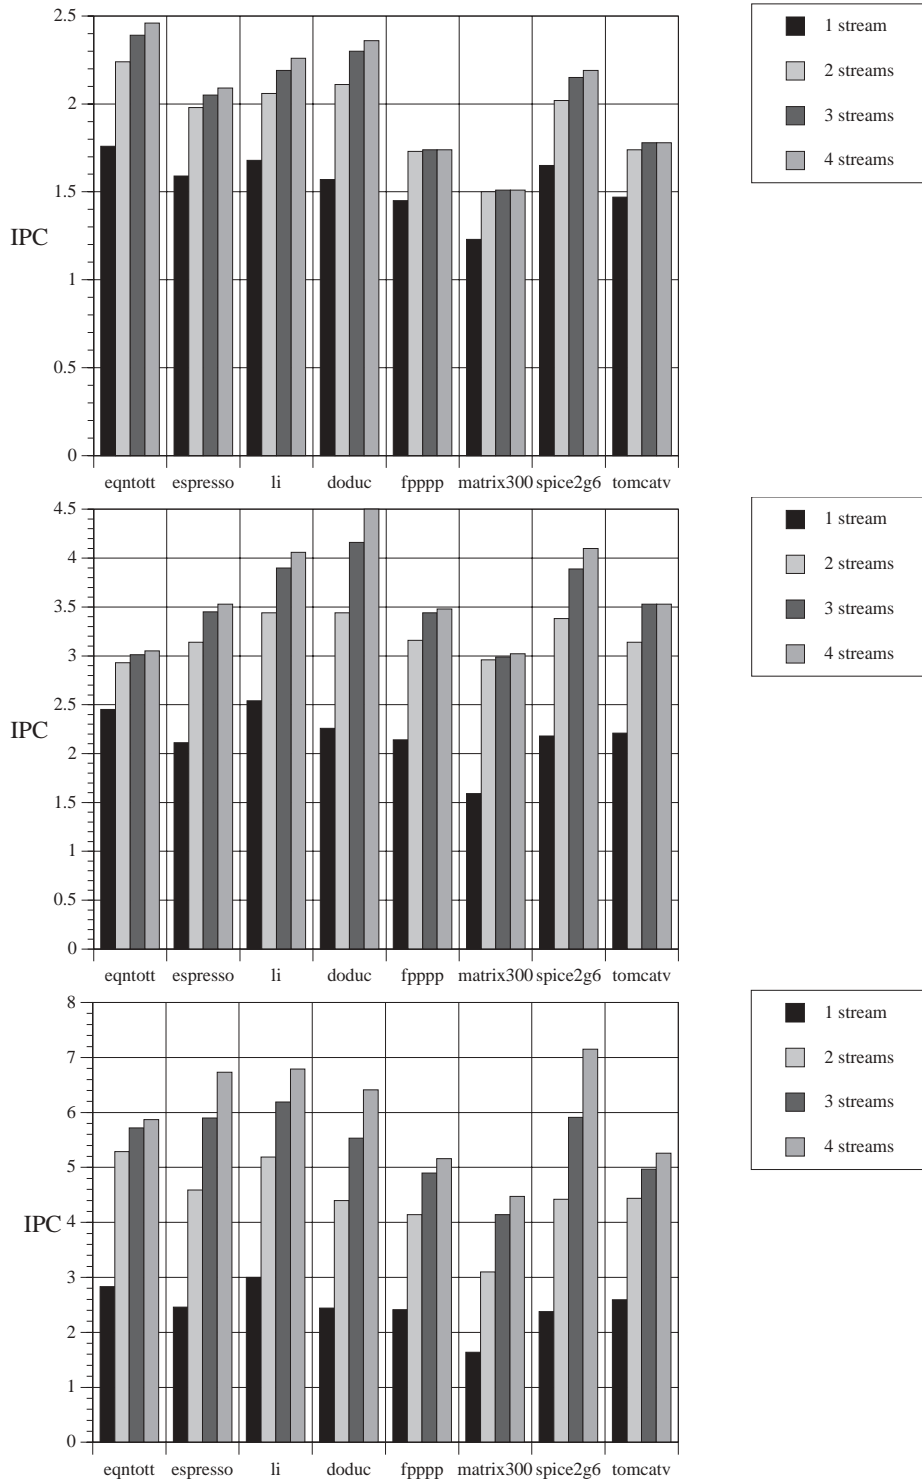 2.5
2
1.5
1
0.5
0
IPC
eqntott espresso li doduc fpppp matrix300 spice2g6 tomcatv
1 stream
2 streams
3 streams
4 streams
4.5
4
3.5
3
2.5
2
1.5
1
0.5
0
IPC
eqntott espresso li doduc fpppp matrix300 spice2g6 tomcatv
1 stream
2 streams
3 streams
4 streams
8
7
6
5
4
3
2
1
0
IPC
eqntott espresso li doduc fpppp matrix300 spice2g6 tomcatv
1 stream
2 streams
3 streams
4 streams